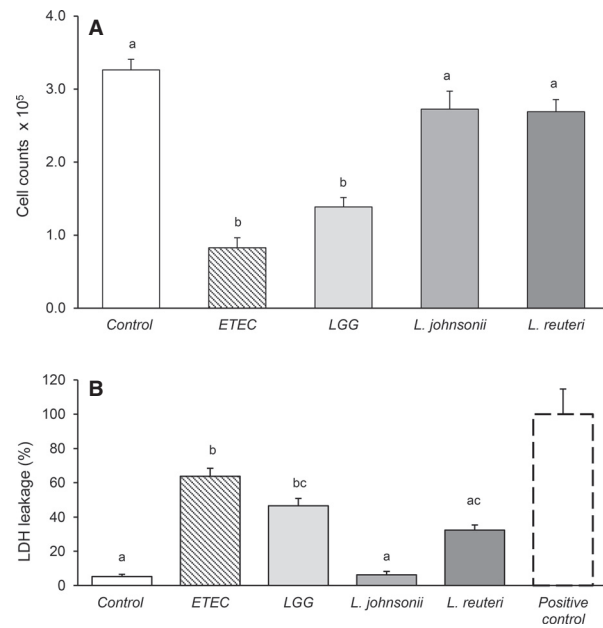 A
Cell counts x 10⁵
4.0
3.0
2.0
1.0
0.0
a
b
b
a
a
Control ETEC LGG L. johnsonii L. reuteri
B
LDH leakage (%)
120
100
80
60
40
20
0
a
b
bc
a
ac
Control ETEC LGG L. johnsonii L. reuteri Positive
control